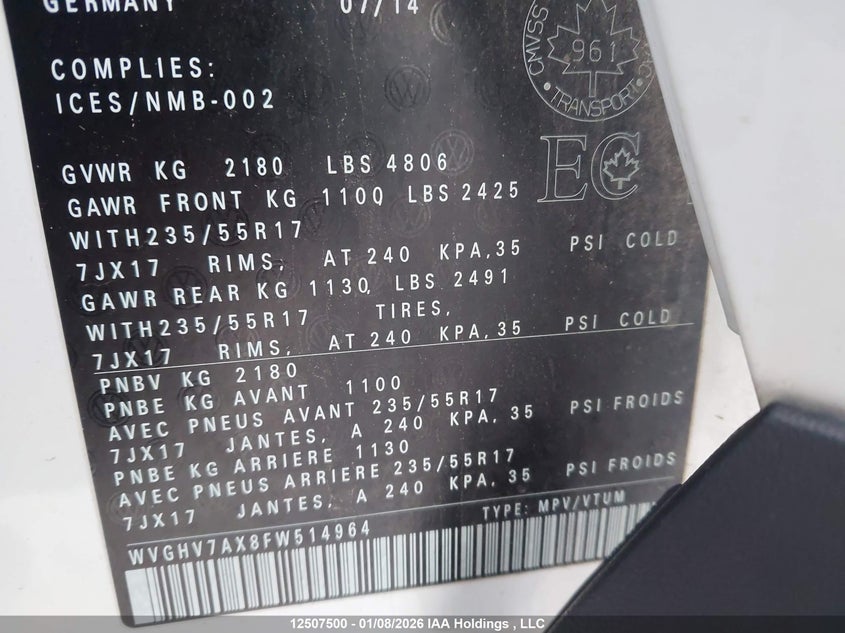 GERMANY 07/14
COMPLIES:
ICES/NMB-002
CMVSS
961
TRANSPORT
EC
GVWR KG 2180 LBS 4806
GAWR FRONT KG 1100 LBS 2425
WITH235/55R17
7JX17 RIMS, AT 240 KPA,35 PSI COLD
GAWR REAR KG 1130, LBS 2491
WITH235/55R17 TIRES,
7JX17 RIMS, AT 240 KPA,35 PSI COLD
PNBV KG 2180
PNBE KG AVANT 1100
AVEC PNEUS AVANT 235/55R17
7JX17 JANTES, A 240 KPA, 35 PSI FROIDS
PNBE KG ARRIERE 1130
AVEC PNEUS ARRIERE 235/55R17
7JX17 JANTES, A 240 KPA, 35 PSI FROIDS
WVGHV7AX8FW514964 TYPE: MPV/VTUM
12507500 - 01/08/2026 IAA Holdings , LLC